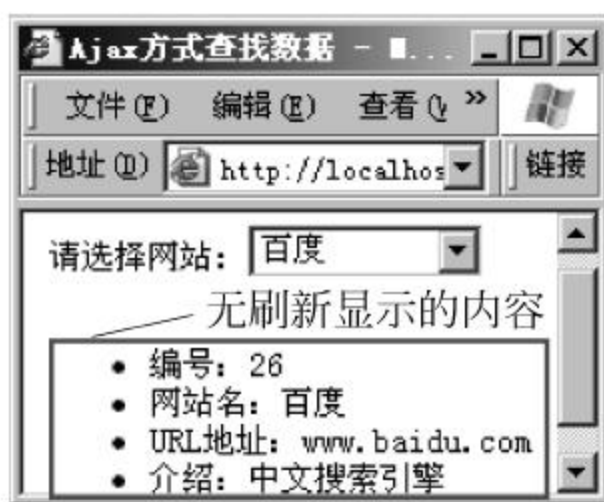 Ajax方式查找数据 - ...
文件(F) 编辑(E) 查看(V »
地址(D) http://localhos 链接
请选择网站: 百度
无刷新显示的内容
• 编号: 26
• 网站名: 百度
• URL地址: www.baidu.com
• 介绍: 中文搜索引擎